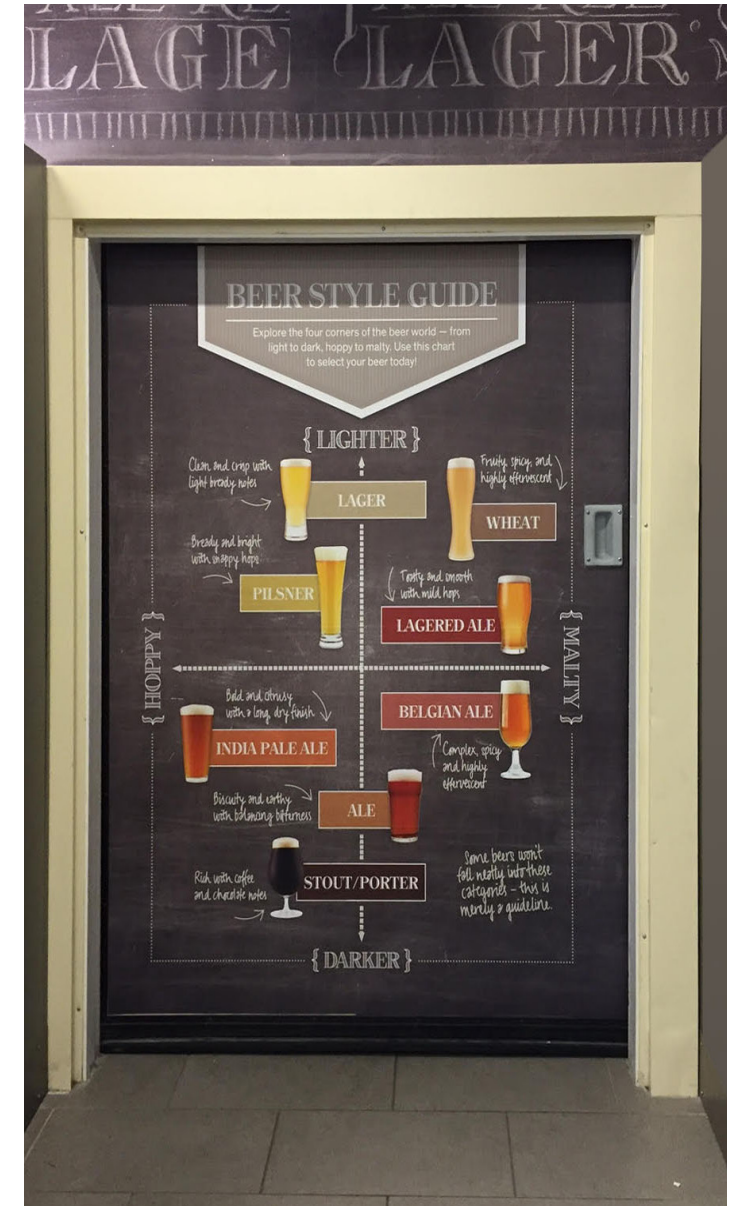 LAGE
LAGER
BEER STYLE GUIDE
Explore the four corners of the beer world — from
light to dark, hoppy to malty. Use this chart
to select your beer today!
{ LIGHTER }
Clean and crisp with
light bready notes
LAGER
Fruity, spicy, and
highly effervescent
WHEAT
Bready and bright
with snappy hops
PILSNER
Toasty and smooth
with mild hops
LAGERED ALE
{ HOPPY }
{ MALTY }
Bold and citrusy
with a long, dry finish
INDIA PALE ALE
BELGIAN ALE
Complex, spicy
and highly
effervescent
Biscuity and earthy
with balancing bitterness
ALE
Rich with coffee
and chocolate notes
STOUT/PORTER
Some beers won't
fall neatly into these
categories – this is
merely a guideline.
{ DARKER }